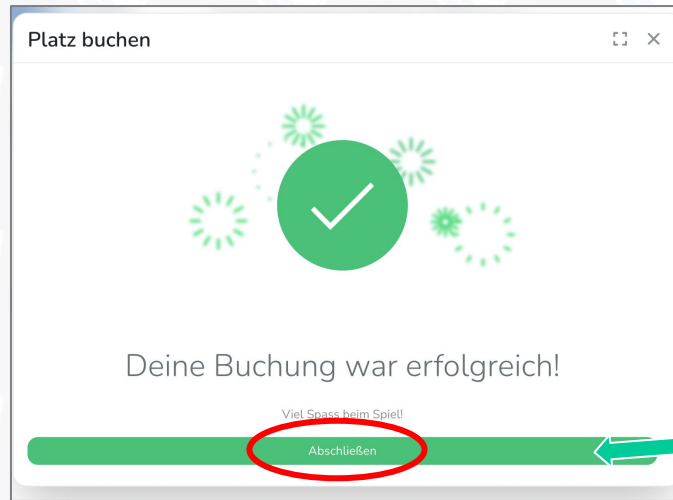 Platz buchen
Deine Buchung war erfolgreich!
Viel Spass beim Spiel!
Abschließen